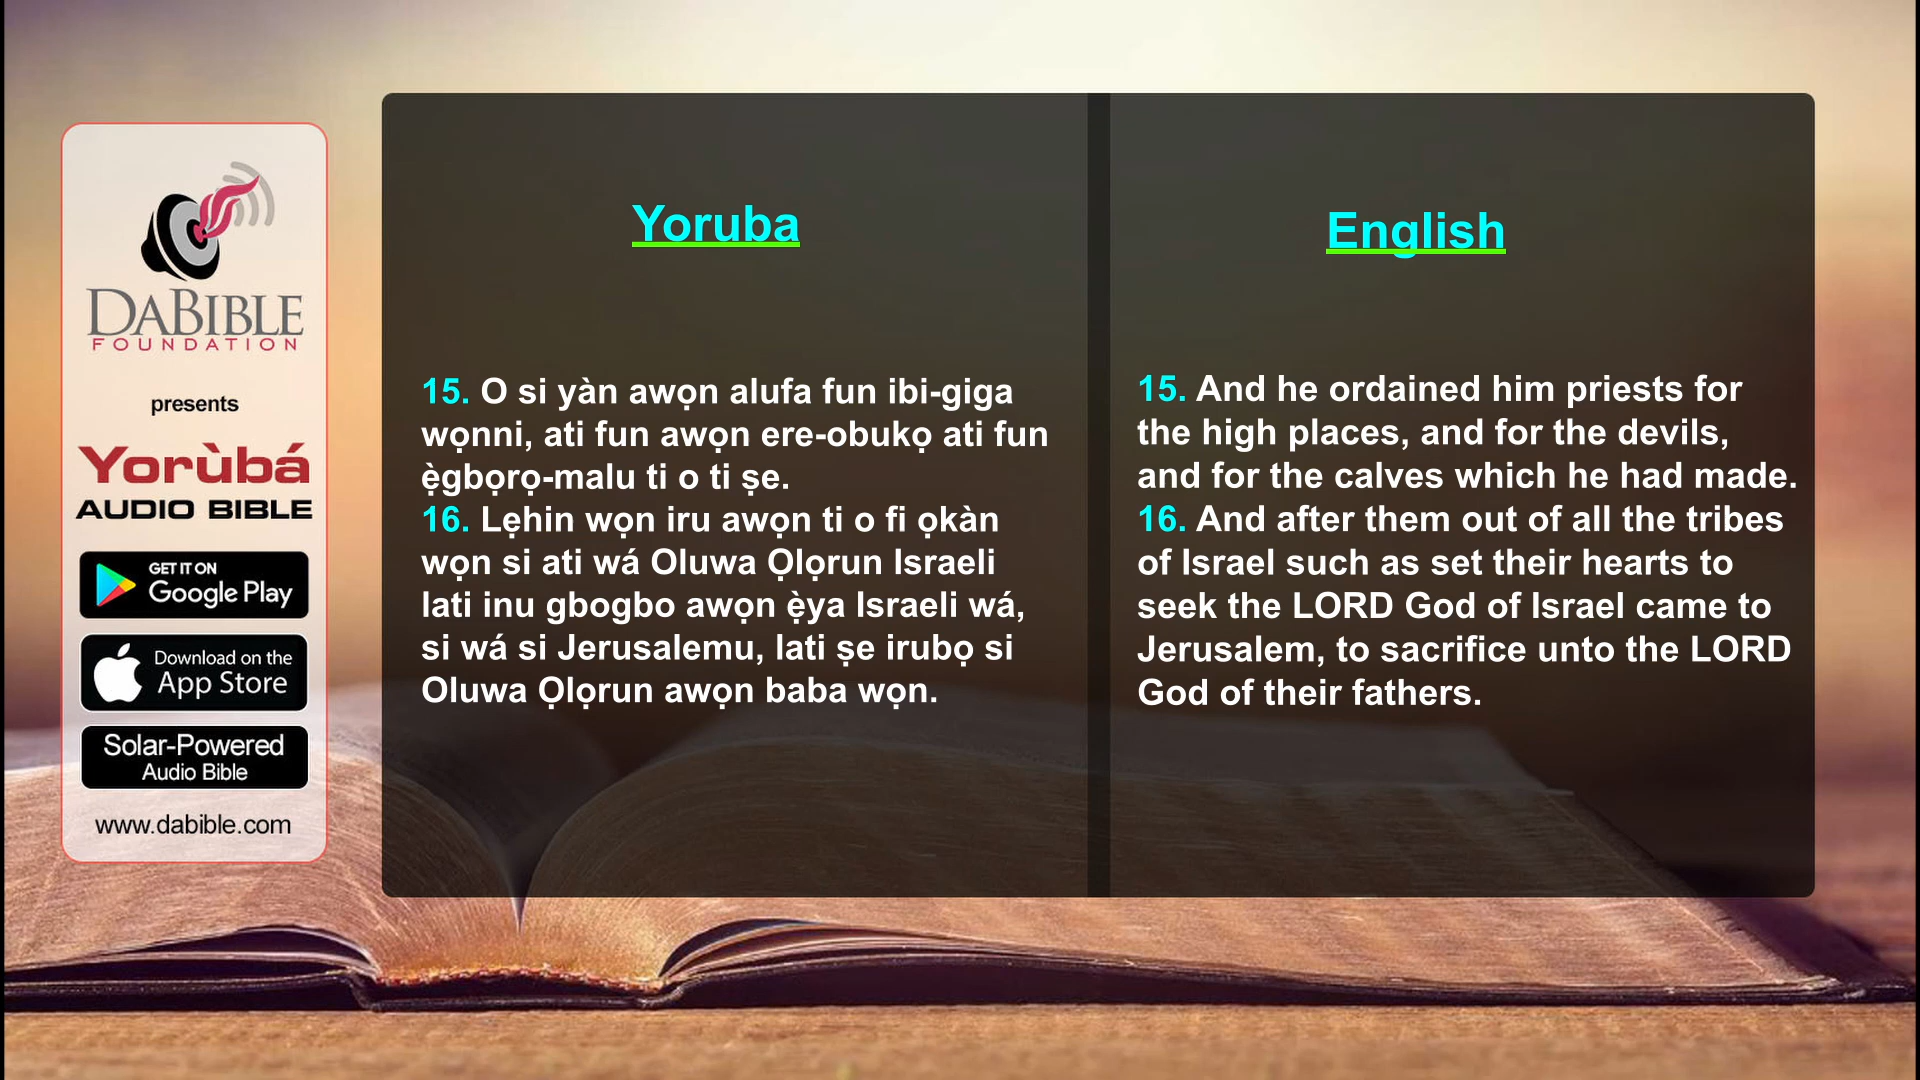 DABIBLE
FOUNDATION
presents
Yorùbá
AUDIO BIBLE
GET IT ON
Google Play
Download on the
App Store
Solar-Powered
Audio Bible
www.dabible.com
Yoruba
15. O si yàn awọn alufa fun ibi-giga
wọnni, ati fun awọn ere-obukọ ati fun
ẹ̀gbọrọ-malu ti o ti ṣe.
16. Lẹhin wọn iru awọn ti o fi ọkàn
wọn si ati wá Oluwa Ọlọrun Israeli
lati inu gbogbo awọn ẹ̀ya Israeli wá,
si wá si Jerusalemu, lati ṣe irubọ si
Oluwa Ọlọrun awọn baba wọn.
English
15. And he ordained him priests for
the high places, and for the devils,
and for the calves which he had made.
16. And after them out of all the tribes
of Israel such as set their hearts to
seek the LORD God of Israel came to
Jerusalem, to sacrifice unto the LORD
God of their fathers.